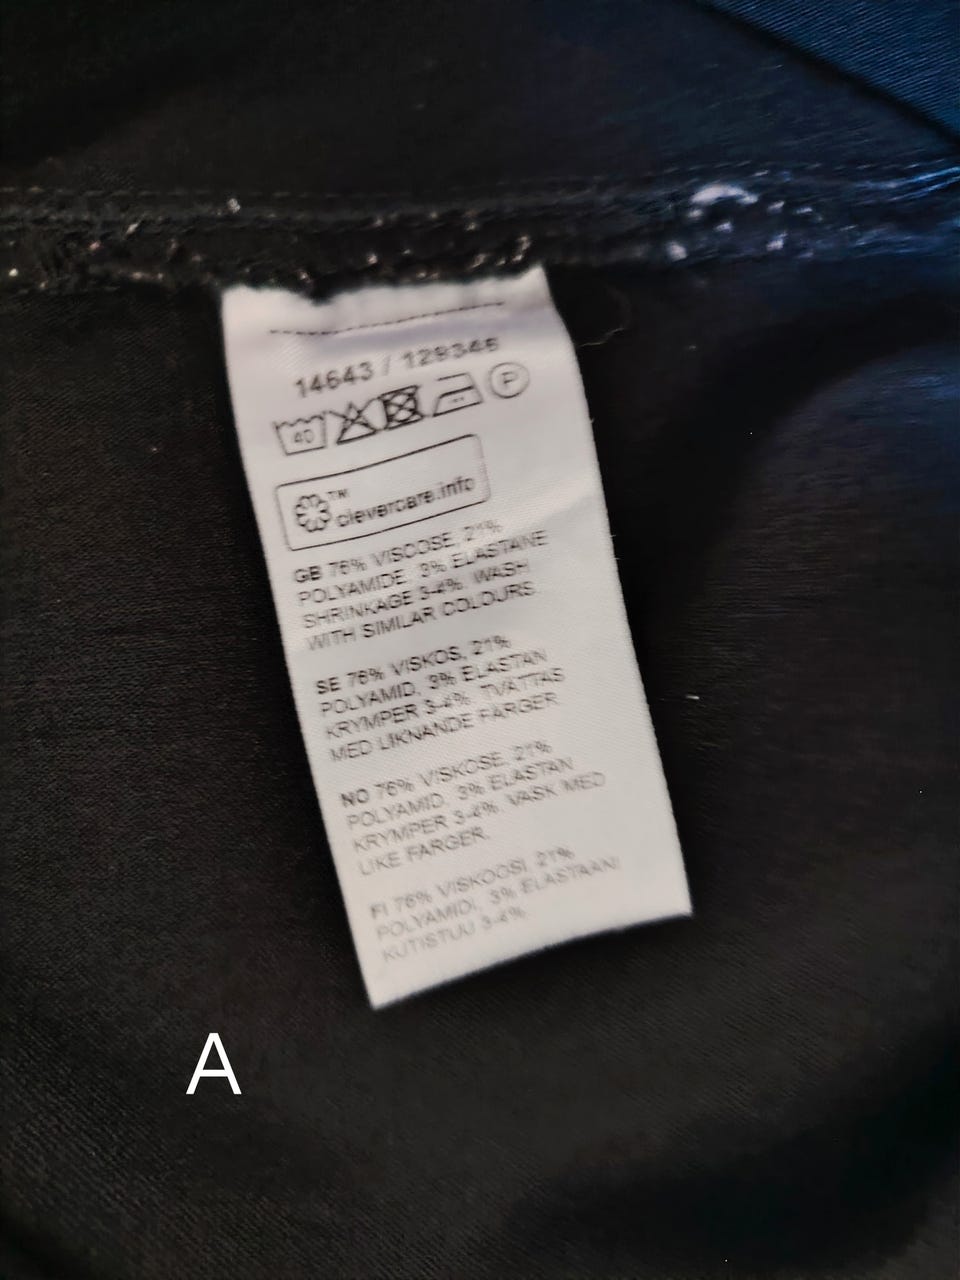 14643 / 129346
40
P
TM
clevercare.info
GB 76% VISCOSE, 21%
POLYAMIDE, 3% ELASTANE
SHRINKAGE 3-4%. WASH
WITH SIMILAR COLOURS.
SE 76% VISKOS, 21%
POLYAMID, 3% ELASTAN
KRYMPER 3-4%. TVÄTTAS
MED LIKNANDE FÄRGER.
NO 76% VISKOSE, 21%
POLYAMID, 3% ELASTAN
KRYMPER 3-4%. VASK MED
LIKE FARGER.
FI 76% VISKOOSI, 21%
POLYAMIDI, 3% ELASTAANI
KUTISTUU 3-4%.
A